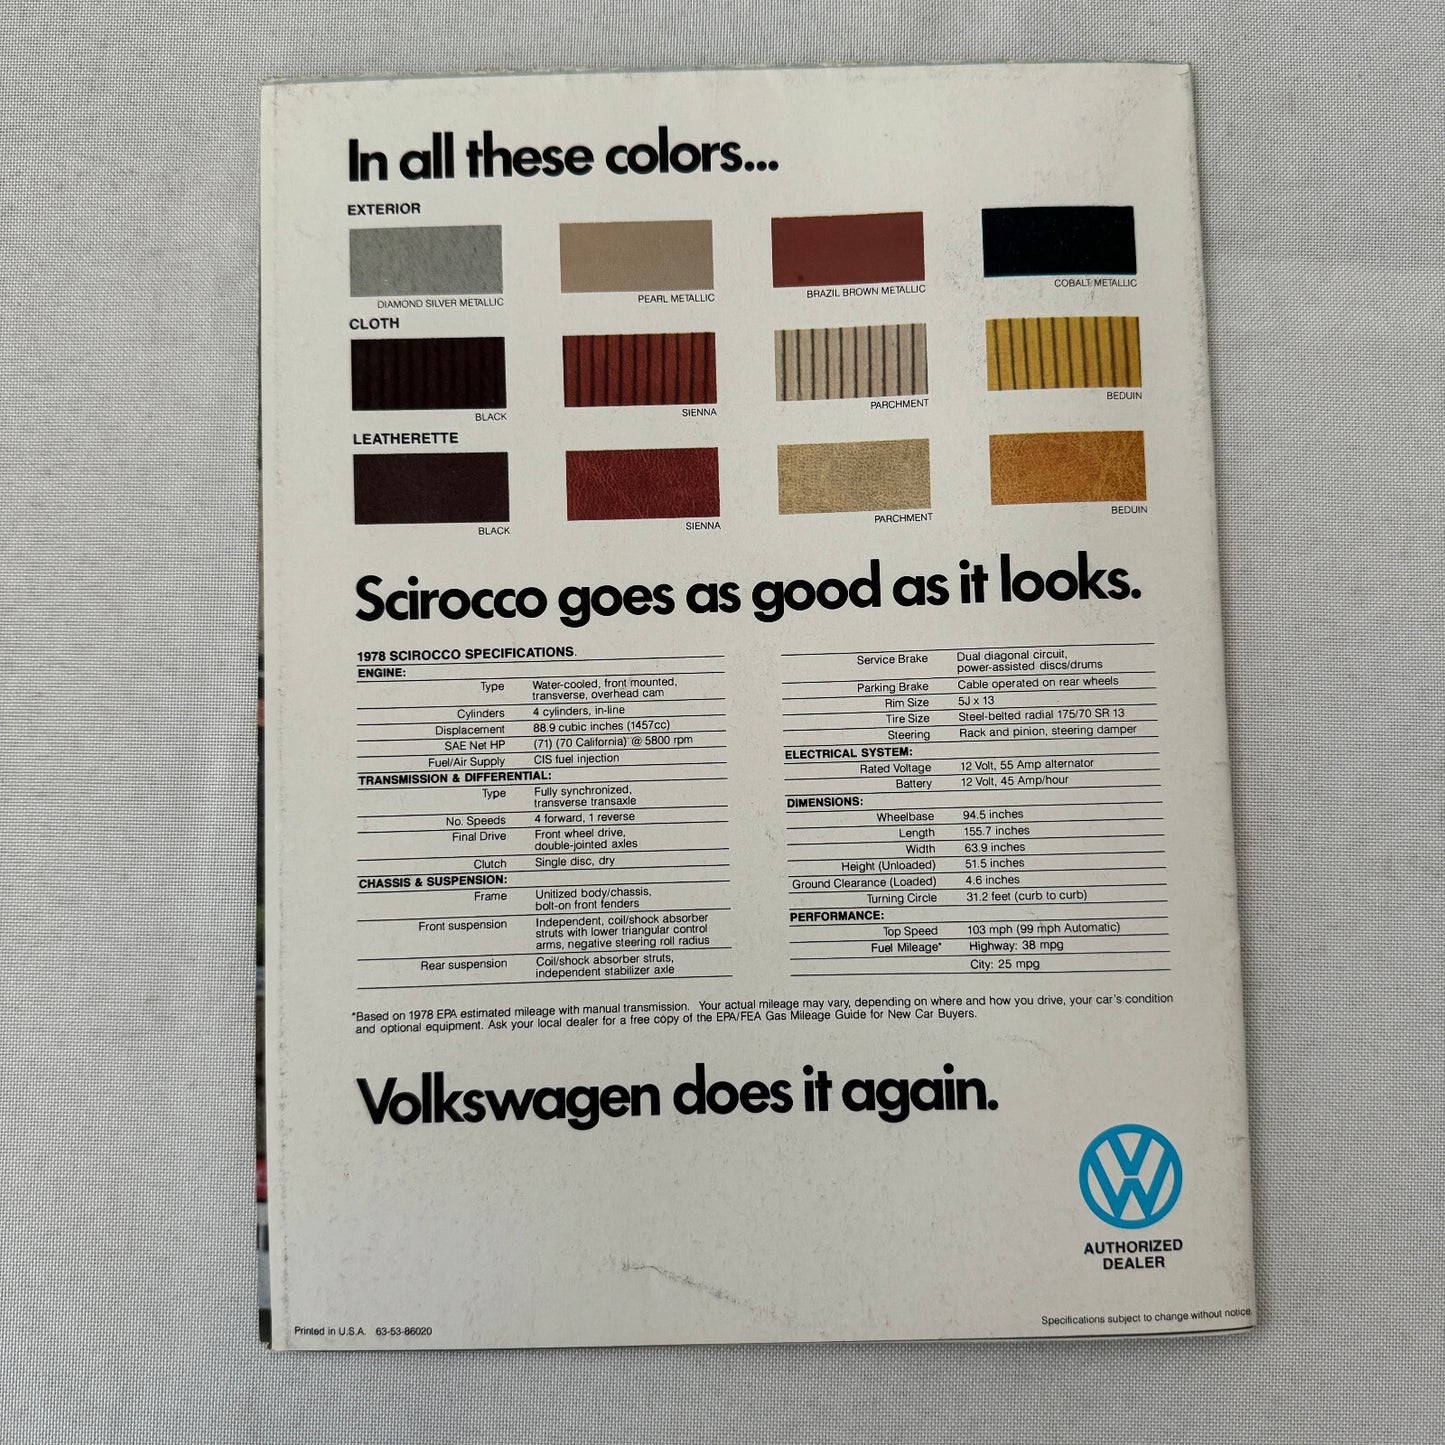 In all these colors...
EXTERIOR
DIAMOND SILVER METALLIC
PEARL METALLIC
BRAZIL BROWN METALLIC
COBALT METALLIC
CLOTH
BLACK
SIENNA
PARCHMENT
BEDUIN
LEATHERETTE
BLACK
SIENNA
PARCHMENT
BEDUIN
Scirocco goes as good as it looks.
1978 SCIROCCO SPECIFICATIONS.
ENGINE:
Type Water-cooled, front mounted,
transverse, overhead cam
Cylinders 4 cylinders, in-line
Displacement 88.9 cubic inches (1457cc)
SAE Net HP (71) (70 California) @ 5800 rpm
Fuel/Air Supply CIS fuel injection
TRANSMISSION & DIFFERENTIAL:
Type Fully synchronized,
transverse transaxle
No. Speeds 4 forward, 1 reverse
Final Drive Front wheel drive,
double-jointed axles
Clutch Single disc, dry
CHASSIS & SUSPENSION:
Frame Unitized body/chassis,
bolt-on front fenders
Front suspension Independent, coil/shock absorber
struts with lower triangular control
arms, negative steering roll radius
Rear suspension Coil/shock absorber struts,
independent stabilizer axle
Service Brake Dual diagonal circuit,
power-assisted discs/drums
Parking Brake Cable operated on rear wheels
Rim Size 5J x 13
Tire Size Steel-belted radial 175/70 SR 13
Steering Rack and pinion, steering damper
ELECTRICAL SYSTEM:
Rated Voltage 12 Volt, 55 Amp alternator
Battery 12 Volt, 45 Amp/hour
DIMENSIONS:
Wheelbase 94.5 inches
Length 155.7 inches
Width 63.9 inches
Height (Unloaded) 51.5 inches
Ground Clearance (Loaded) 4.6 inches
Turning Circle 31.2 feet (curb to curb)
PERFORMANCE:
Top Speed 103 mph (99 mph Automatic)
Fuel Mileage* Highway: 38 mpg
City: 25 mpg
*Based on 1978 EPA estimated mileage with manual transmission. Your actual mileage may vary, depending on where and how you drive, your car's condition
and optional equipment. Ask your local dealer for a free copy of the EPA/FEA Gas Mileage Guide for New Car Buyers.
Volkswagen does it again.
AUTHORIZED
DEALER
Specifications subject to change without notice
Printed in U.S.A. 63-53-86020